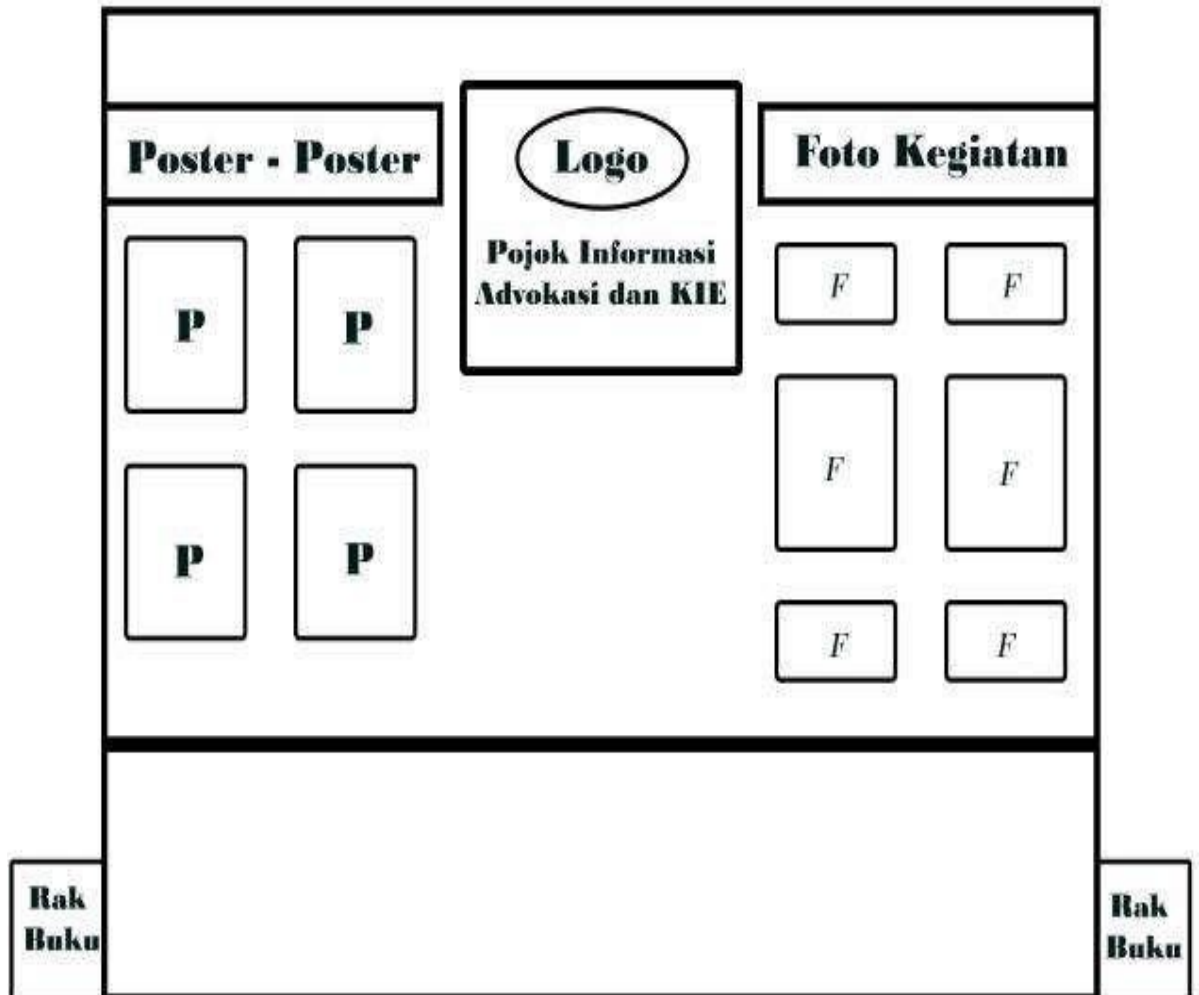 Poster - Poster
Logo
Pojok Informasi
Advokasi dan KIE
Foto Kegiatan
P
P
P
P
F
F
F
F
F
F
Rak
Buku
Rak
Buku